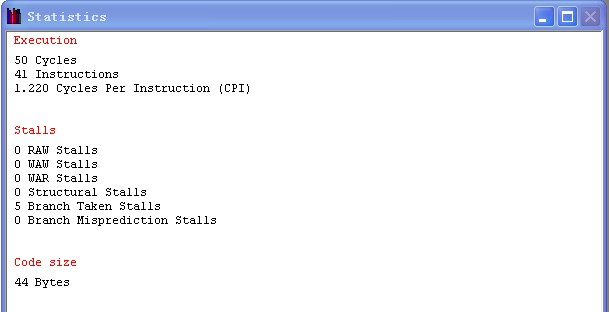 Statistics
Execution
50 Cycles
41 Instructions
1.220 Cycles Per Instruction (CPI)
Stalls
0 RAW Stalls
0 WAW Stalls
0 WAR Stalls
0 Structural Stalls
5 Branch Taken Stalls
0 Branch Misprediction Stalls
Code size
44 Bytes